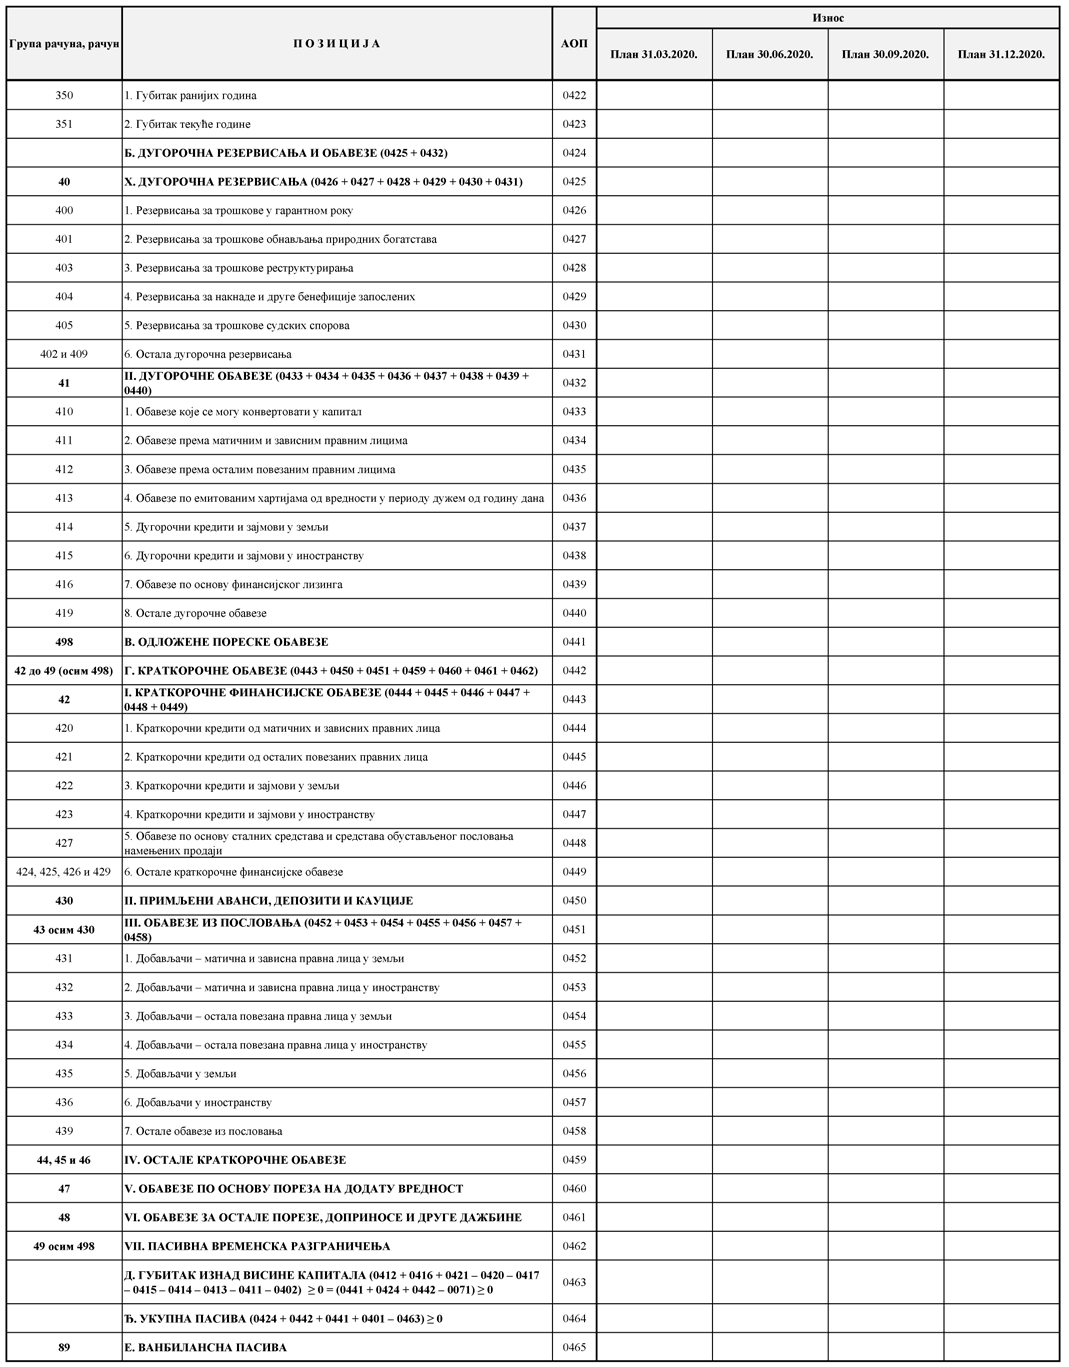 Износ
Група рачуна, рачун П О З И Ц И Ј А АОП План 31.03.2020. План 30.06.2020. План 30.09.2020. План 31.12.2020.
350 1. Губитак ранијих година 0422
351 2. Губитак текуће године 0423
Б. ДУГОРОЧНА РЕЗЕРВИСАЊА И ОБАВЕЗЕ (0425 + 0432) 0424
40 X. ДУГОРОЧНА РЕЗЕРВИСАЊА (0426 + 0427 + 0428 + 0429 + 0430 + 0431) 0425
400 1. Резервисања за трошкове у гарантном року 0426
401 2. Резервисања за трошкове обнављања природних богатстава 0427
403 3. Резервисања за трошкове реструктурирања 0428
404 4. Резервисања за накнаде и друге бенефиције запослених 0429
405 5. Резервисања за трошкове судских спорова 0430
402 и 409 6. Остала дугорочна резервисања 0431
41 II. ДУГОРОЧНЕ ОБАВЕЗЕ (0433 + 0434 + 0435 + 0436 + 0437 + 0438 + 0439 + 0432
0440)
410 1. Обавезе које се могу конвертовати у капитал 0433
411 2. Обавезе према матичним и зависним правним лицима 0434
412 3. Обавезе према осталим повезаним правним лицима 0435
413 4. Обавезе по емитованим хартијама од вредности у периоду дужем од годину дана 0436
414 5. Дугорочни кредити и зајмови у земљи 0437
415 6. Дугорочни кредити и зајмови у иностранству 0438
416 7. Обавезе по основу финансијског лизинга 0439
419 8. Остале дугорочне обавезе 0440
498 В. ОДЛОЖЕНЕ ПОРЕСКЕ ОБАВЕЗЕ 0441
42 до 49 (осим 498) Г. КРАТКОРОЧНЕ ОБАВЕЗЕ (0443 + 0450 + 0451 + 0459 + 0460 + 0461 + 0462) 0442
42 I. КРАТКОРОЧНЕ ФИНАНСИЈСКЕ ОБАВЕЗЕ (0444 + 0445 + 0446 + 0447 + 0443
0448 + 0449)
420 1. Краткорочни кредити од матичних и зависних правних лица 0444
421 2. Краткорочни кредити од осталих повезаних правних лица 0445
422 3. Краткорочни кредити и зајмови у земљи 0446
423 4. Краткорочни кредити и зајмови у иностранству 0447
427 5. Обавезе по основу сталних средстава и средстава обустављеног пословања 0448
намењених продаји
424, 425, 426 и 429 6. Остале краткорочне финансијске обавезе 0449
430 II. ПРИМЉЕНИ АВАНСИ, ДЕПОЗИТИ И КАУЦИЈЕ 0450
43 осим 430 III. ОБАВЕЗЕ ИЗ ПОСЛОВАЊА (0452 + 0453 + 0454 + 0455 + 0456 + 0457 + 0451
0458)
431 1. Добављачи – матична и зависна правна лица у земљи 0452
432 2. Добављачи – матична и зависна правна лица у иностранству 0453
433 3. Добављачи – остала повезана правна лица у земљи 0454
434 4. Добављачи – остала повезана правна лица у иностранству 0455
435 5. Добављачи у земљи 0456
436 6. Добављачи у иностранству 0457
439 7. Остале обавезе из пословања 0458
44, 45 и 46 IV. ОСТАЛЕ КРАТКОРОЧНЕ ОБАВЕЗЕ 0459
47 V. ОБАВЕЗЕ ПО ОСНОВУ ПОРЕЗА НА ДОДАТУ ВРЕДНОСТ 0460
48 VI. ОБАВЕЗЕ ЗА ОСТАЛЕ ПОРЕЗЕ, ДОПРИНОСЕ И ДРУГЕ ДАЖБИНЕ 0461
49 осим 498 VII. ПАСИВНА ВРЕМЕНСКА РАЗГРАНИЧЕЊА 0462
Д. ГУБИТАК ИЗНАД ВИСИНЕ КАПИТАЛА (0412 + 0416 + 0421 – 0420 – 0417 0463
– 0415 – 0414 – 0413 – 0411 – 0402) ≥ 0 = (0441 + 0424 + 0442 – 0071) ≥ 0
Ђ. УКУПНА ПАСИВА (0424 + 0442 + 0441 + 0401 – 0463) ≥ 0 0464
89 Е. ВАНБИЛАНСНА ПАСИВА 0465